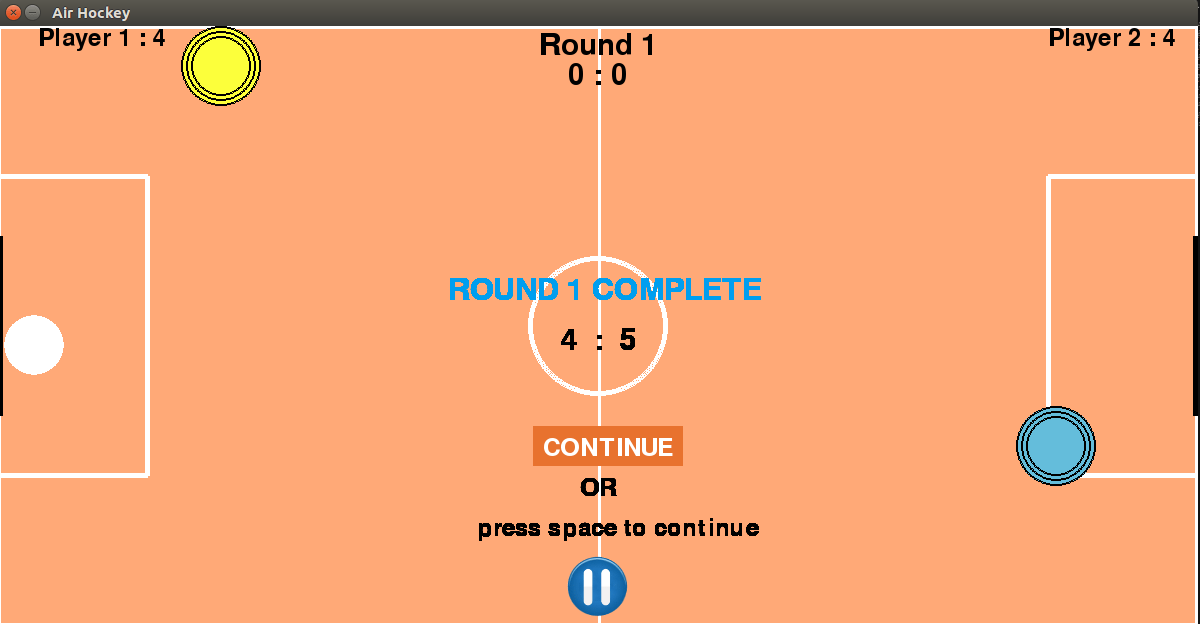 Air Hockey
Player 1 : 4
Round 1
Player 2 : 4
0 : 0
ROUND 1 COMPLETE
4 : 5
CONTINUE
OR
press space to continue